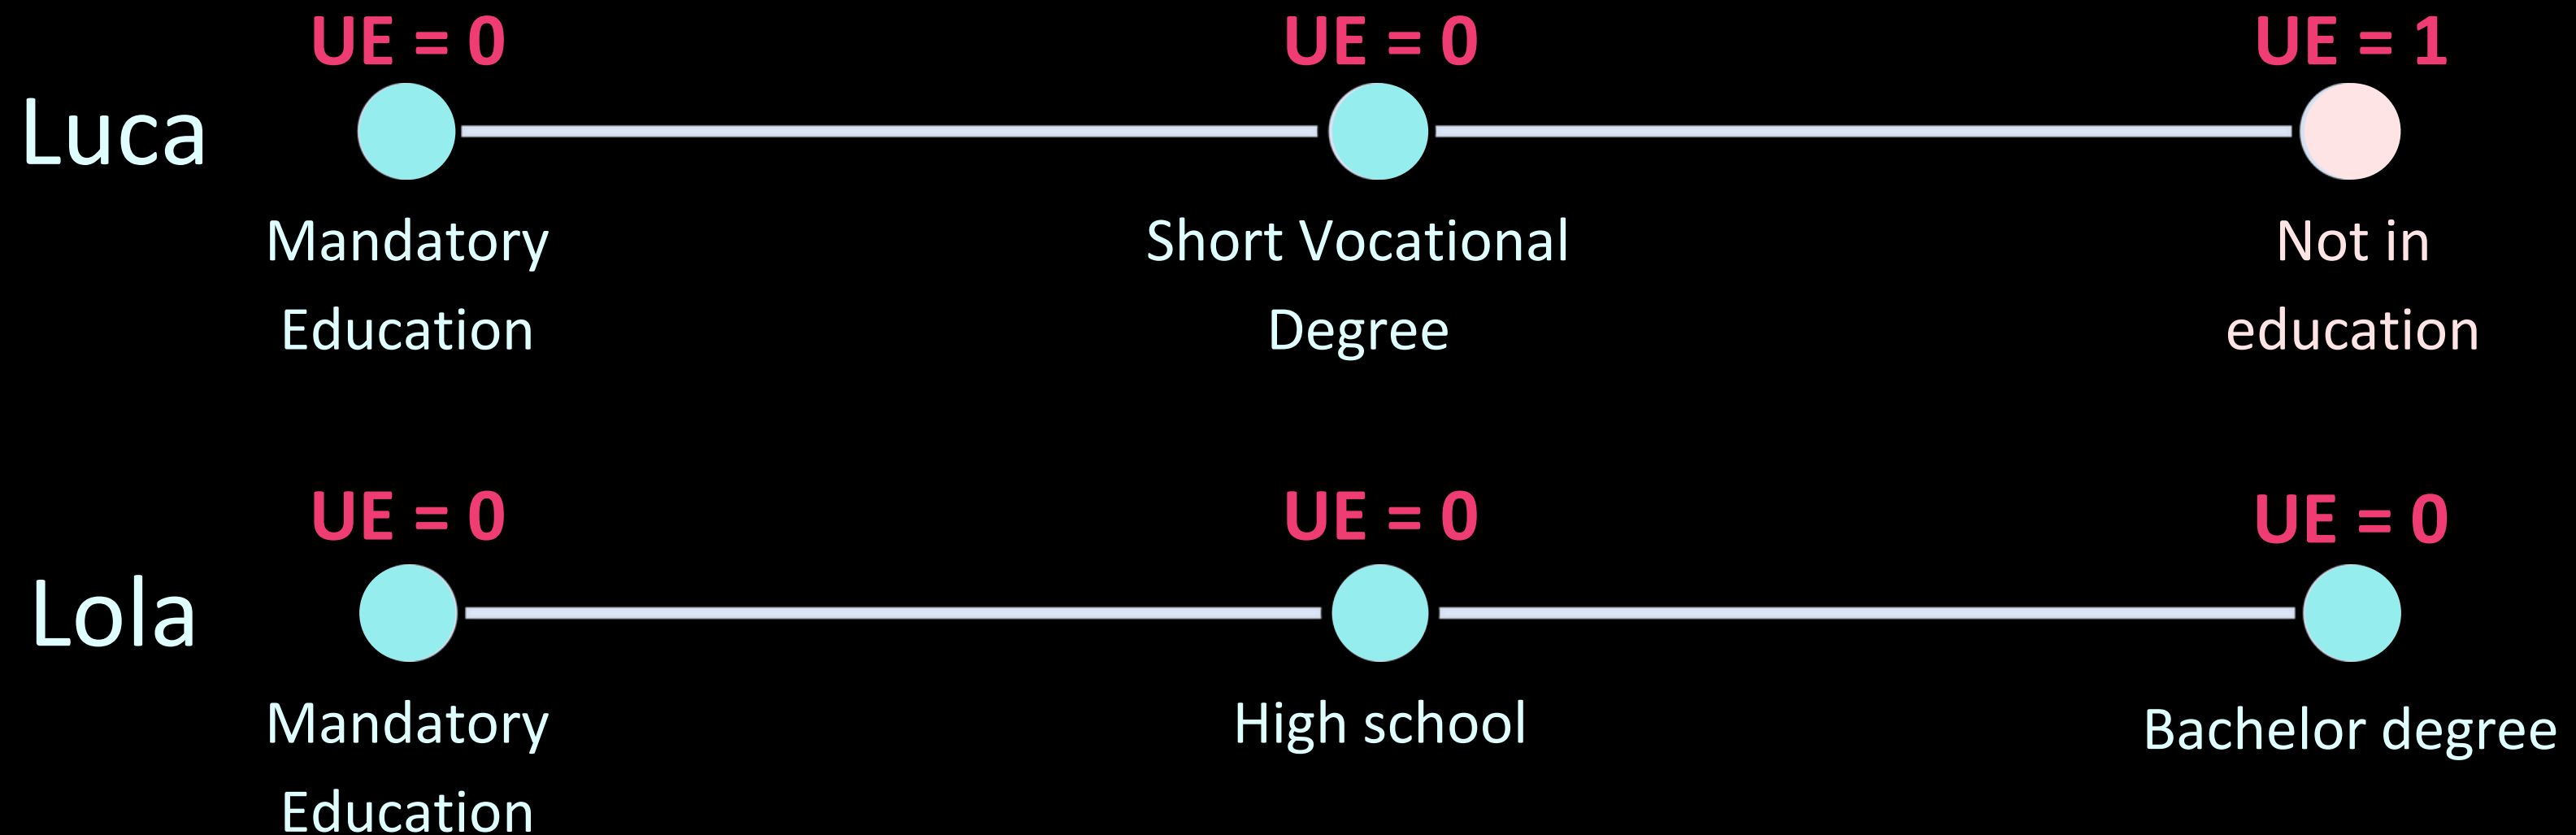 UE = 0 UE = 0 UE = 1
Luca
Mandatory Short Vocational Not in
Education Degree education
UE = 0 UE = 0 UE = 0
Lola
Mandatory High school Bachelor degree
Education